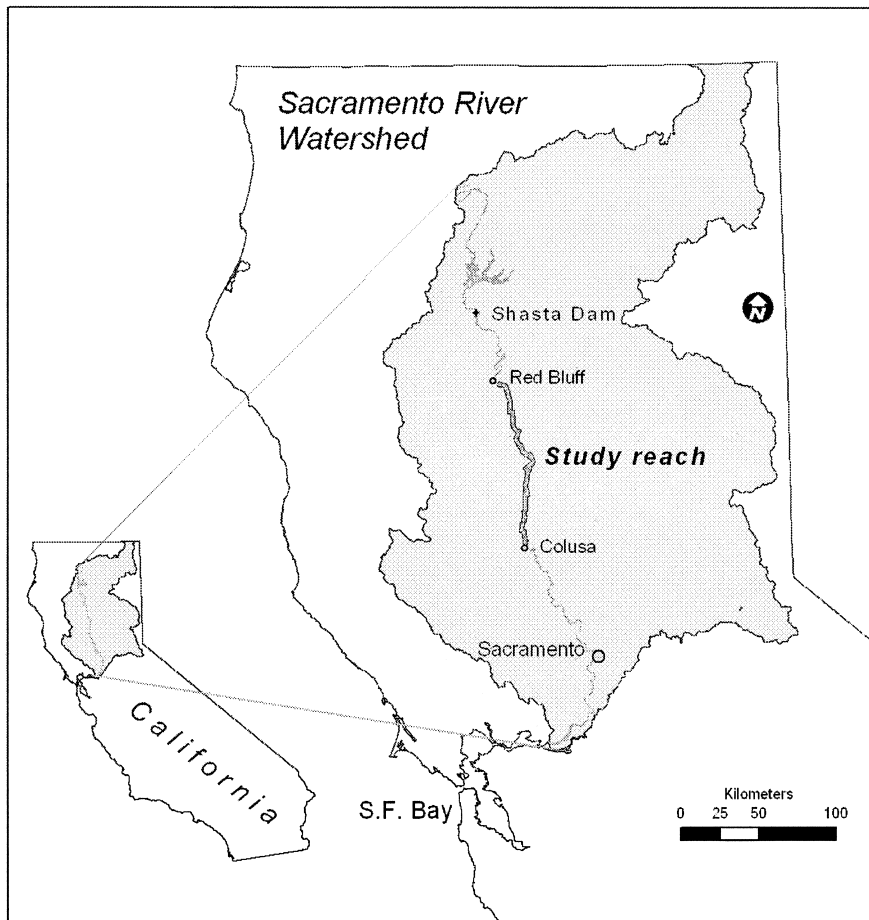 Sacramento River
Watershed
N
Shasta Dam
Red Bluff
Study reach
Colusa
Sacramento
California
S.F. Bay
Kilometers
0 25 50 100